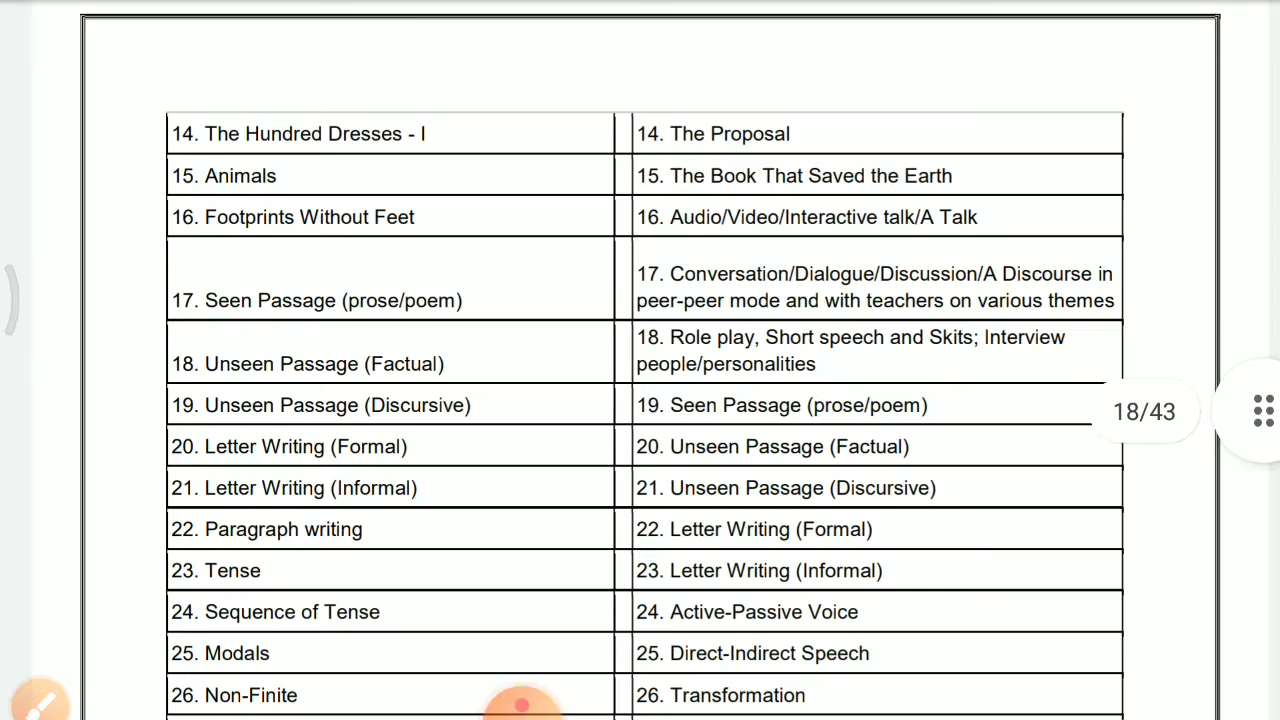 14. The Hundred Dresses - I
14. The Proposal
15. Animals
15. The Book That Saved the Earth
16. Footprints Without Feet
16. Audio/Video/Interactive talk/A Talk
17. Seen Passage (prose/poem)
17. Conversation/Dialogue/Discussion/A Discourse in
peer-peer mode and with teachers on various themes
18. Unseen Passage (Factual)
18. Role play, Short speech and Skits; Interview
people/personalities
19. Unseen Passage (Discursive)
19. Seen Passage (prose/poem)
18/43
20. Letter Writing (Formal)
20. Unseen Passage (Factual)
21. Letter Writing (Informal)
21. Unseen Passage (Discursive)
22. Paragraph writing
22. Letter Writing (Formal)
23. Tense
23. Letter Writing (Informal)
24. Sequence of Tense
24. Active-Passive Voice
25. Modals
25. Direct-Indirect Speech
26. Non-Finite
26. Transformation